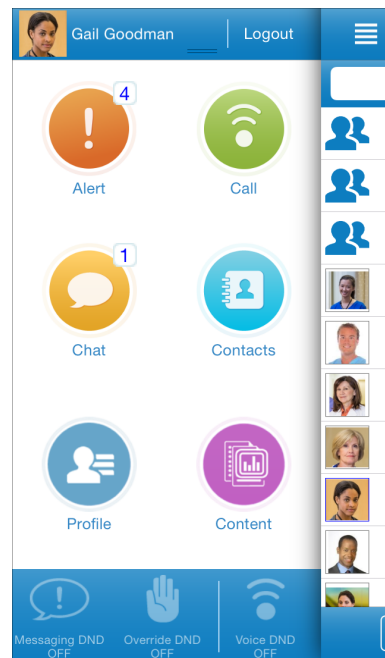 Gail Goodman
Logout
4
Alert
Call
1
Chat
Contacts
Profile
Content
Messaging DND
OFF
Override DND
OFF
Voice DND
OFF